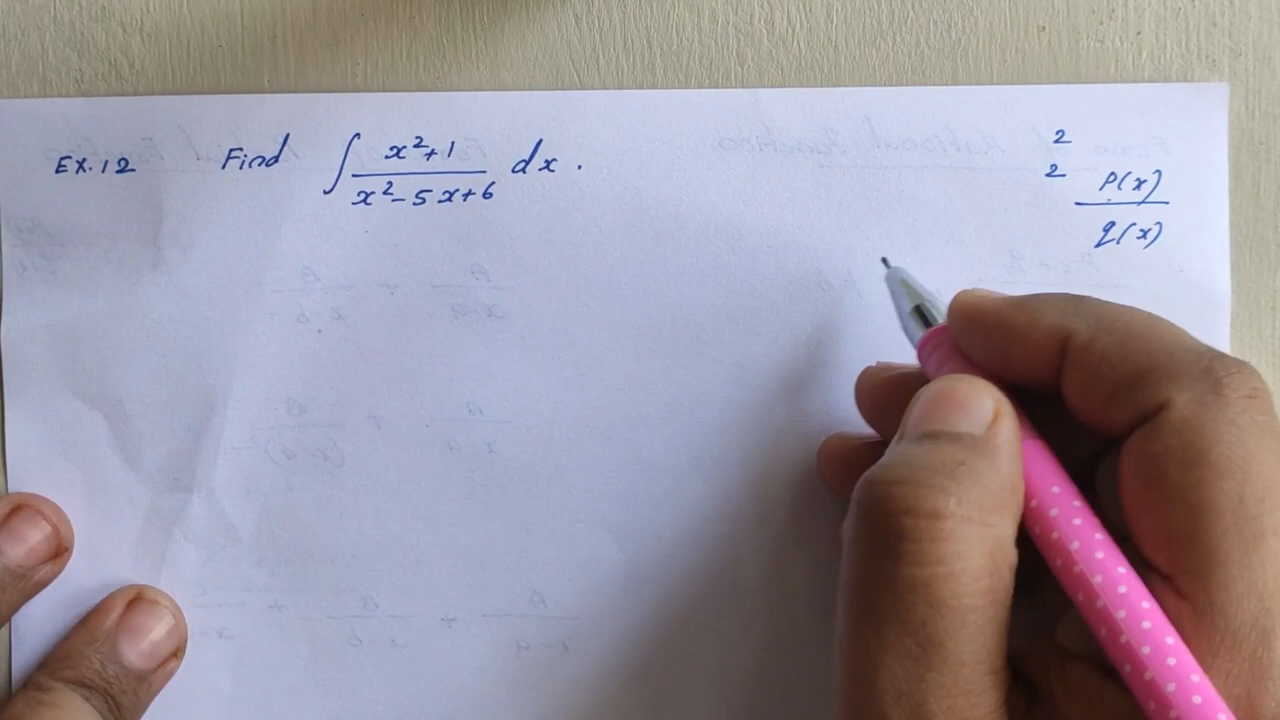 EX.12 Find ∫ x²+1 / x²-5x+6 dx .
2
2 P(x) / q(x)